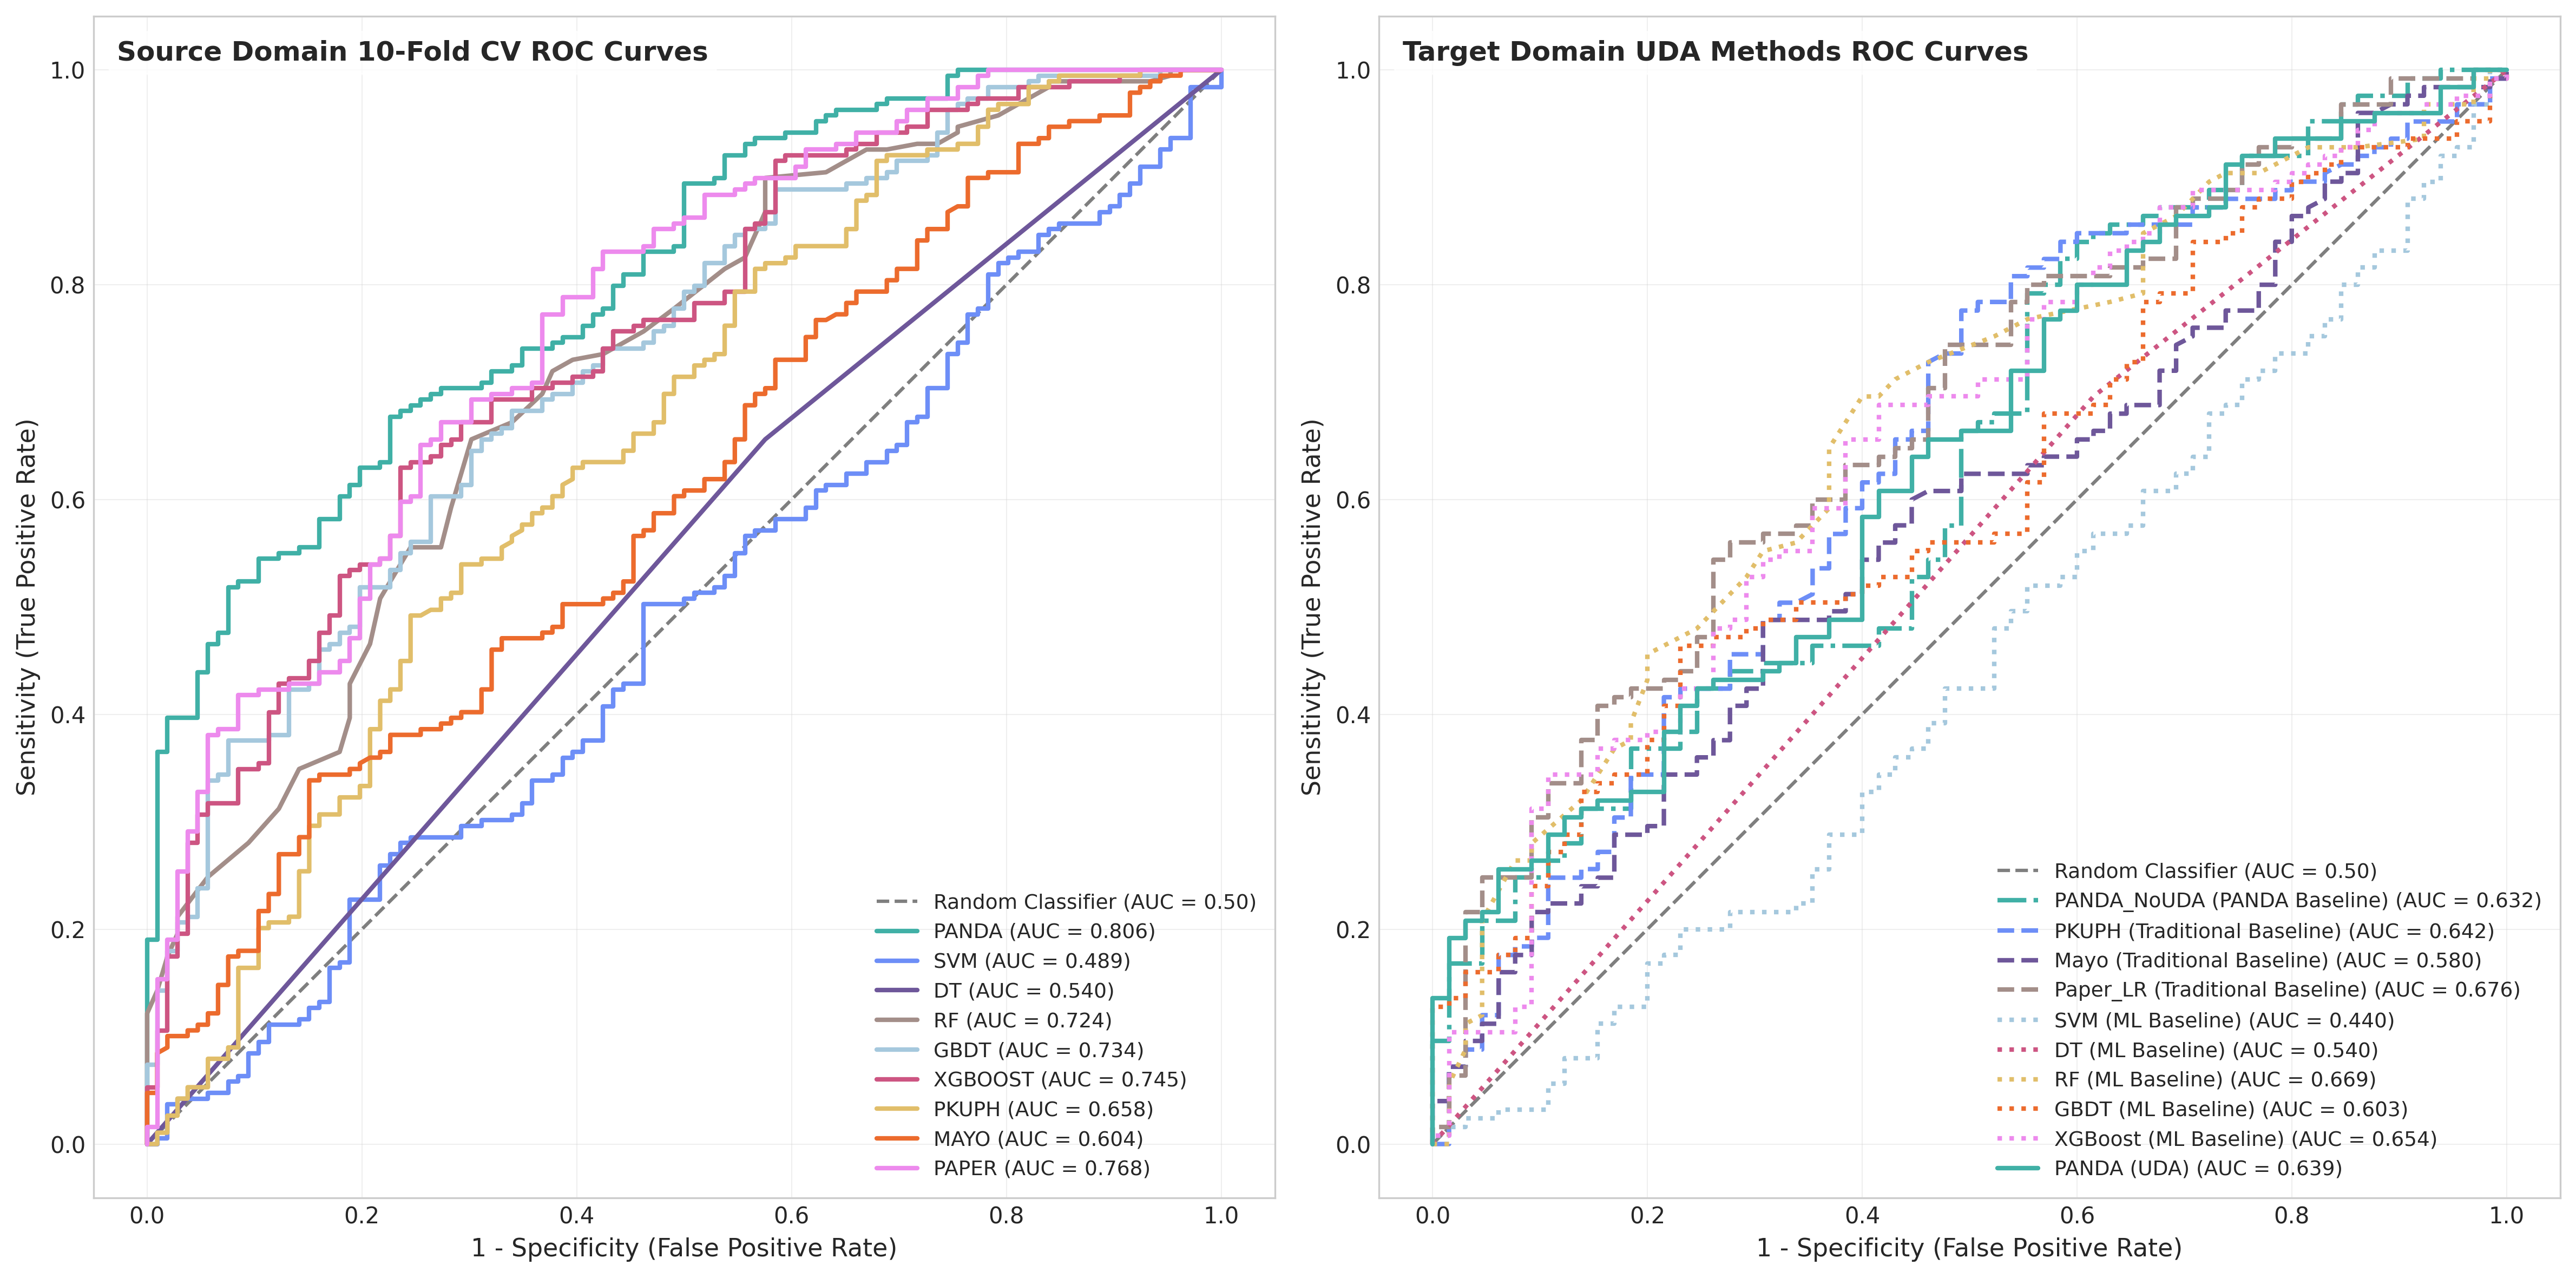 Source Domain 10-Fold CV ROC Curves
Sensitivity (True Positive Rate)
1.0
0.8
0.6
0.4
0.2
0.0
Random Classifier (AUC = 0.50)
PANDA (AUC = 0.806)
SVM (AUC = 0.489)
DT (AUC = 0.540)
RF (AUC = 0.724)
GBDT (AUC = 0.734)
XGBOOST (AUC = 0.745)
PKUPH (AUC = 0.658)
MAYO (AUC = 0.604)
PAPER (AUC = 0.768)
0.0 0.2 0.4 0.6 0.8 1.0
1 - Specificity (False Positive Rate)
Target Domain UDA Methods ROC Curves
Sensitivity (True Positive Rate)
1.0
0.8
0.6
0.4
0.2
0.0
Random Classifier (AUC = 0.50)
PANDA_NoUDA (PANDA Baseline) (AUC = 0.632)
PKUPH (Traditional Baseline) (AUC = 0.642)
Mayo (Traditional Baseline) (AUC = 0.580)
Paper_LR (Traditional Baseline) (AUC = 0.676)
SVM (ML Baseline) (AUC = 0.440)
DT (ML Baseline) (AUC = 0.540)
RF (ML Baseline) (AUC = 0.669)
GBDT (ML Baseline) (AUC = 0.603)
XGBoost (ML Baseline) (AUC = 0.654)
PANDA (UDA) (AUC = 0.639)
0.0 0.2 0.4 0.6 0.8 1.0
1 - Specificity (False Positive Rate)